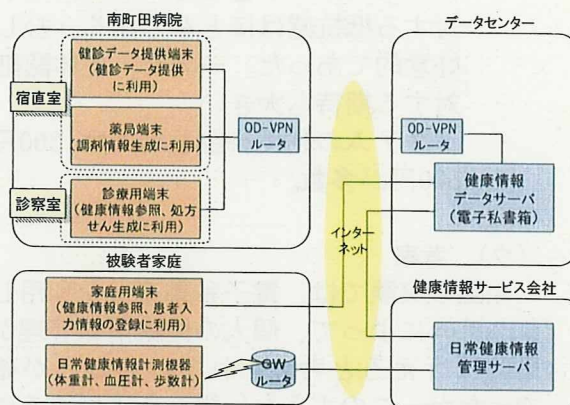 南町田病院
健診データ提供端末
(健診データ提供
に利用)
宿直室
薬局端末
(調剤情報生成に利用)
OD-VPN
ルータ
診察室
診療用端末
(健康情報参照、処方
せん生成に利用)
被験者家庭
家庭用端末
(健康情報参照、患者入
力情報の登録に利用)
日常健康情報計測機器
(体重計、血圧計、歩数計)
GW
ルータ
インター
ネット
データセンター
OD-VPN
ルータ
健康情報
データサーバ
(電子私書箱)
健康情報サービス会社
日常健康情報
管理サーバ